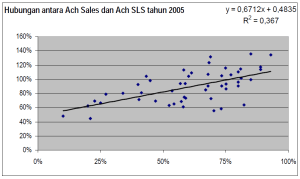 Hubungan antara Ach Sales dan Ach SLS tahun 2005
y = 0,6712x + 0,4835
R² = 0,367
160%
140%
120%
100%
80%
60%
40%
20%
0%
0% 25% 50% 75% 100%